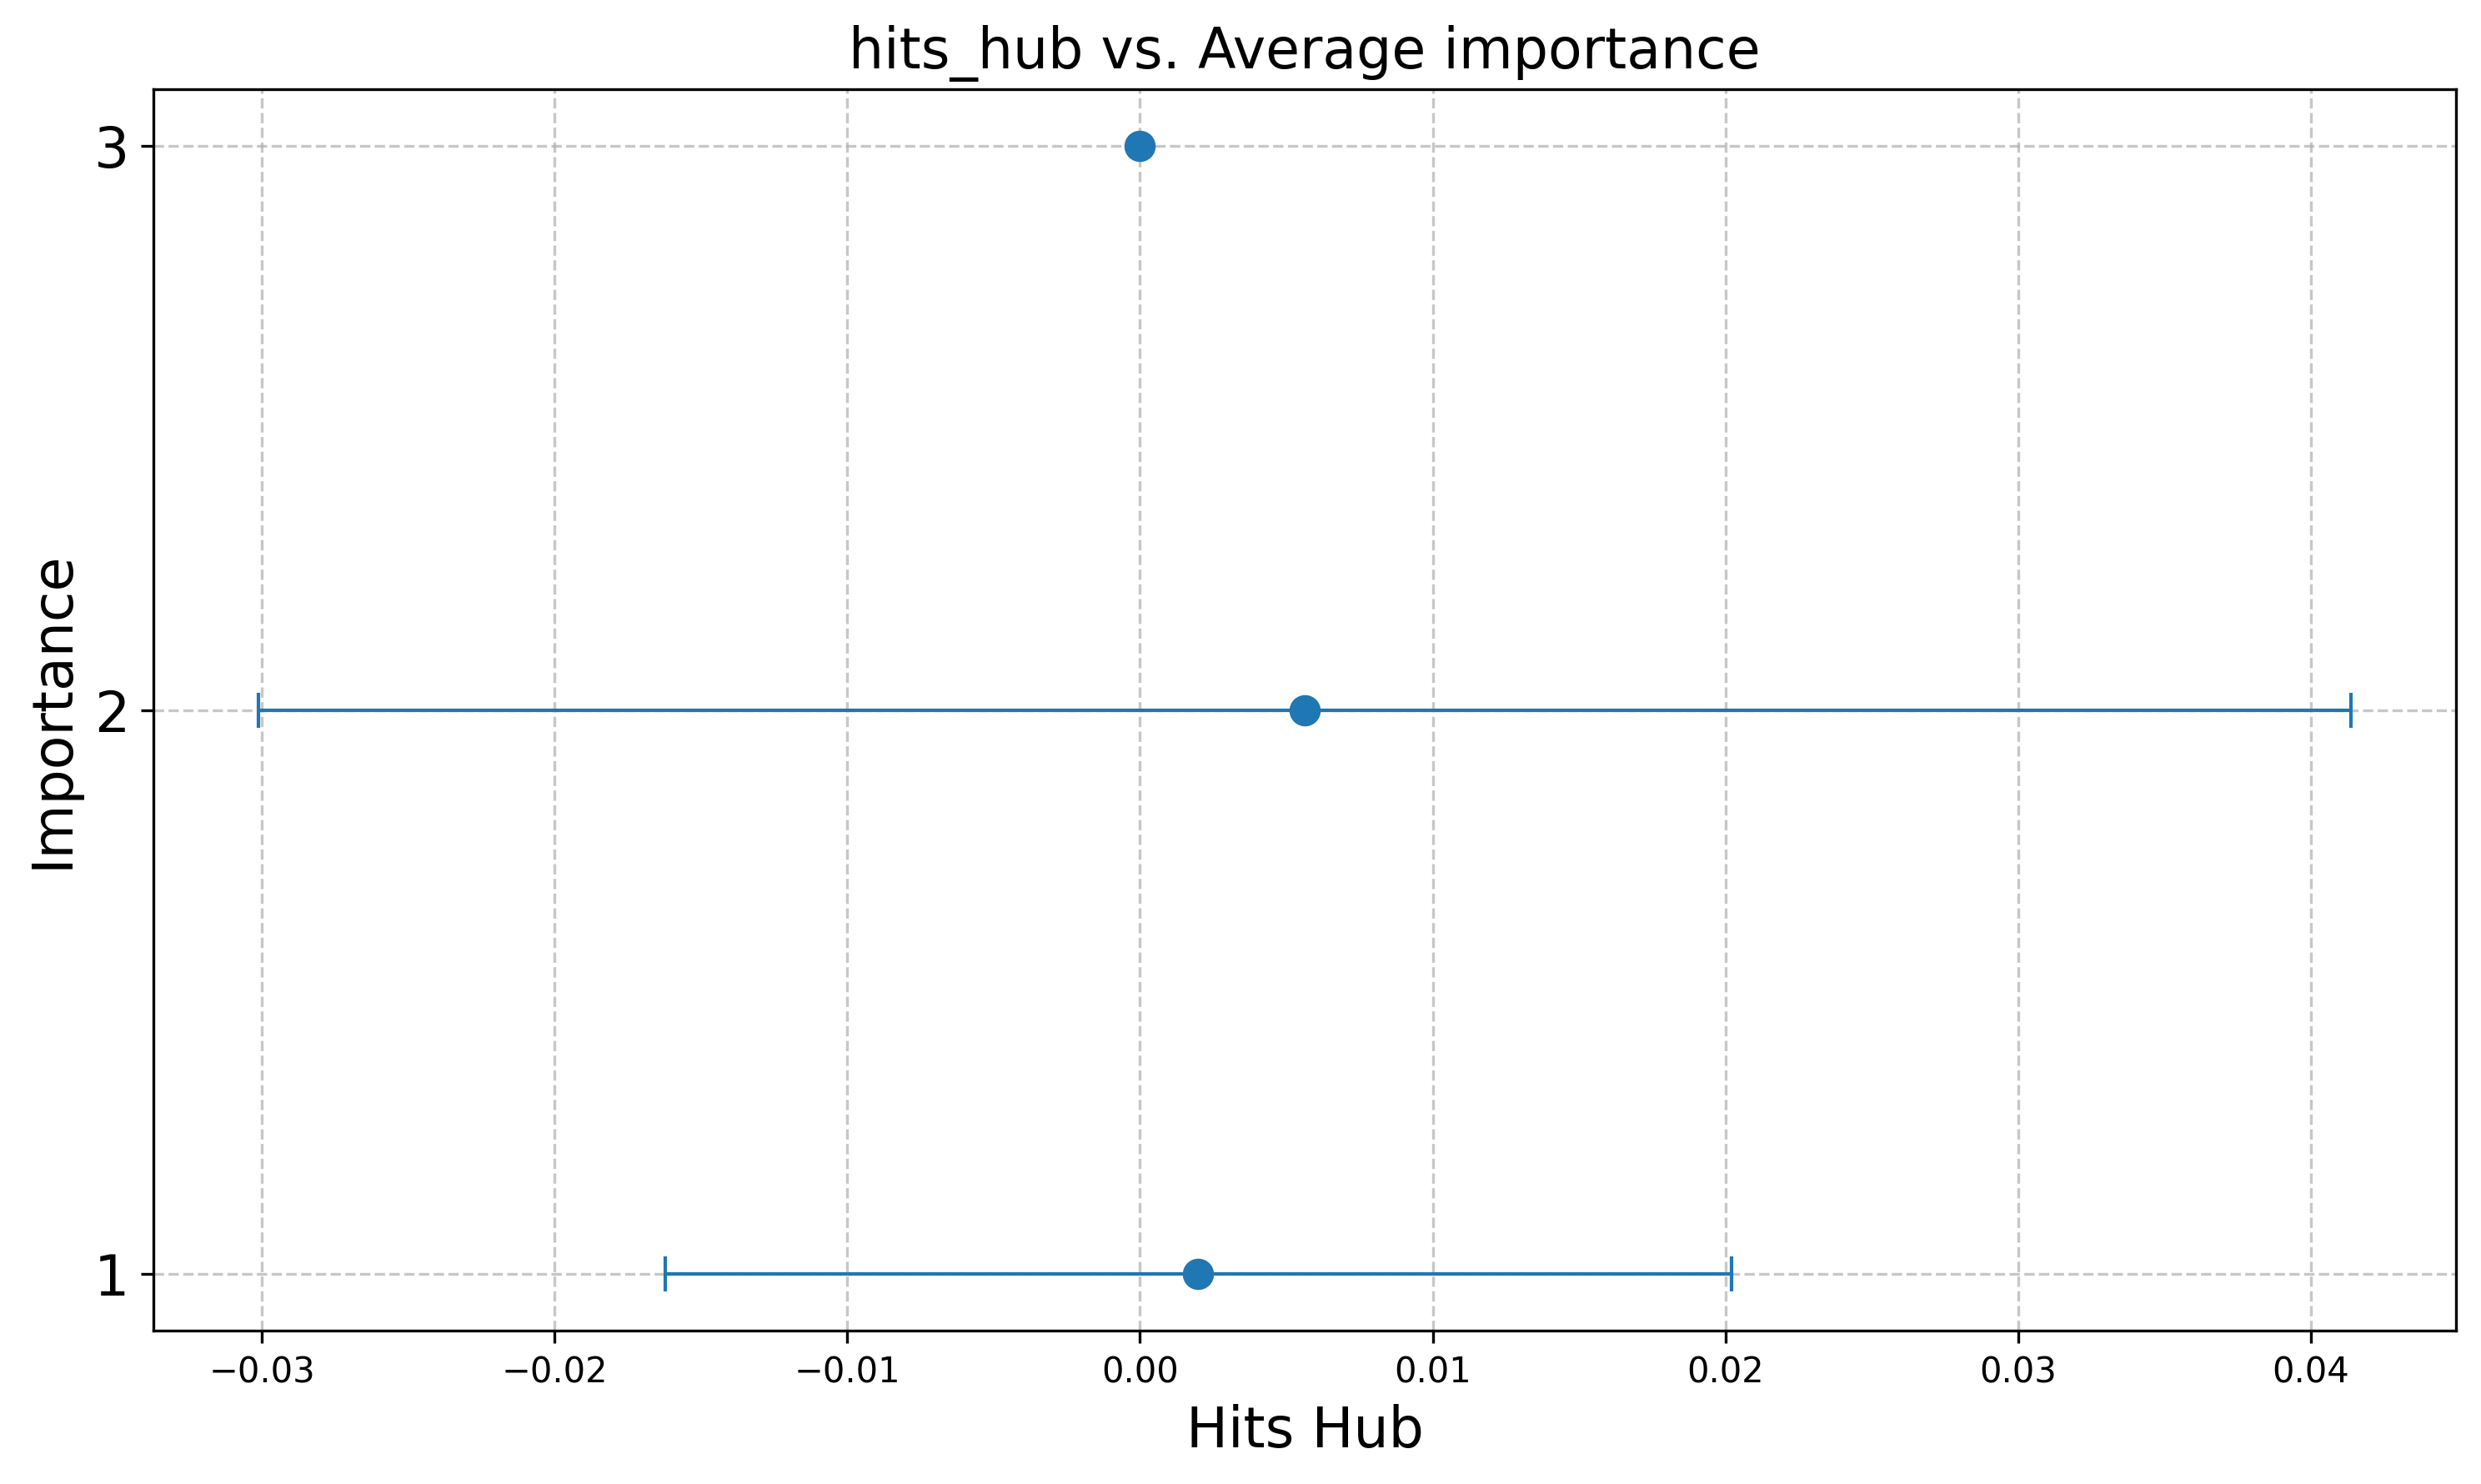 hits_hub vs. Average importance
3
2
1
Importance
−0.03 −0.02 −0.01 0.00 0.01 0.02 0.03 0.04
Hits Hub